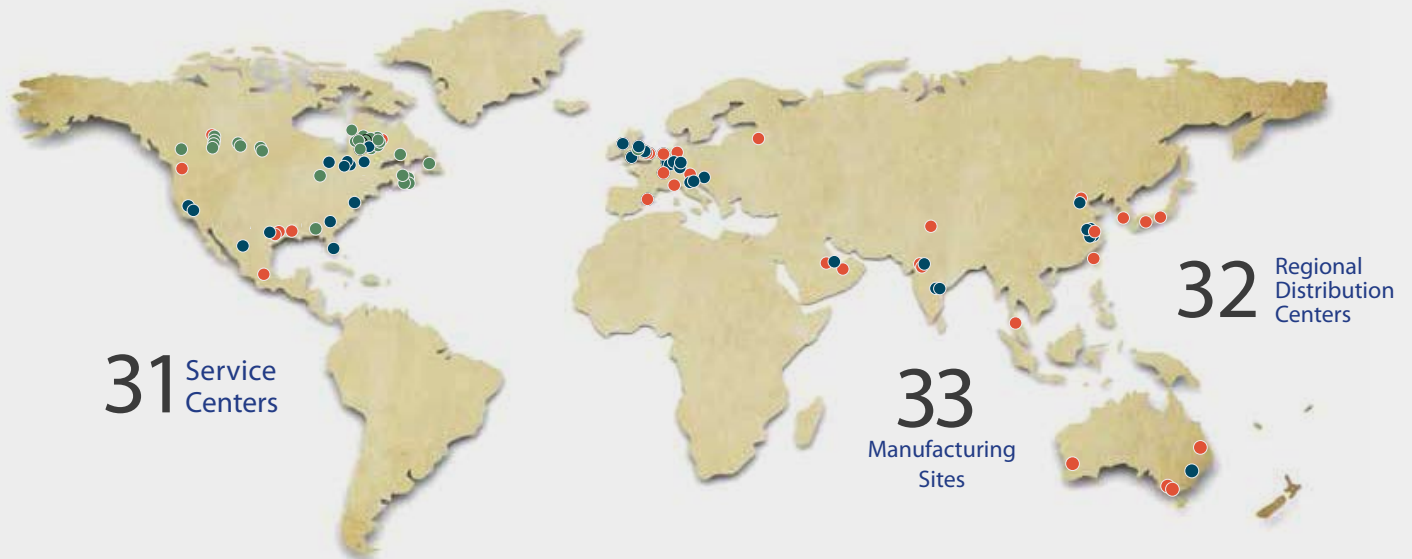 31 Service
Centers
33
Manufacturing
Sites
32 Regional
Distribution
Centers